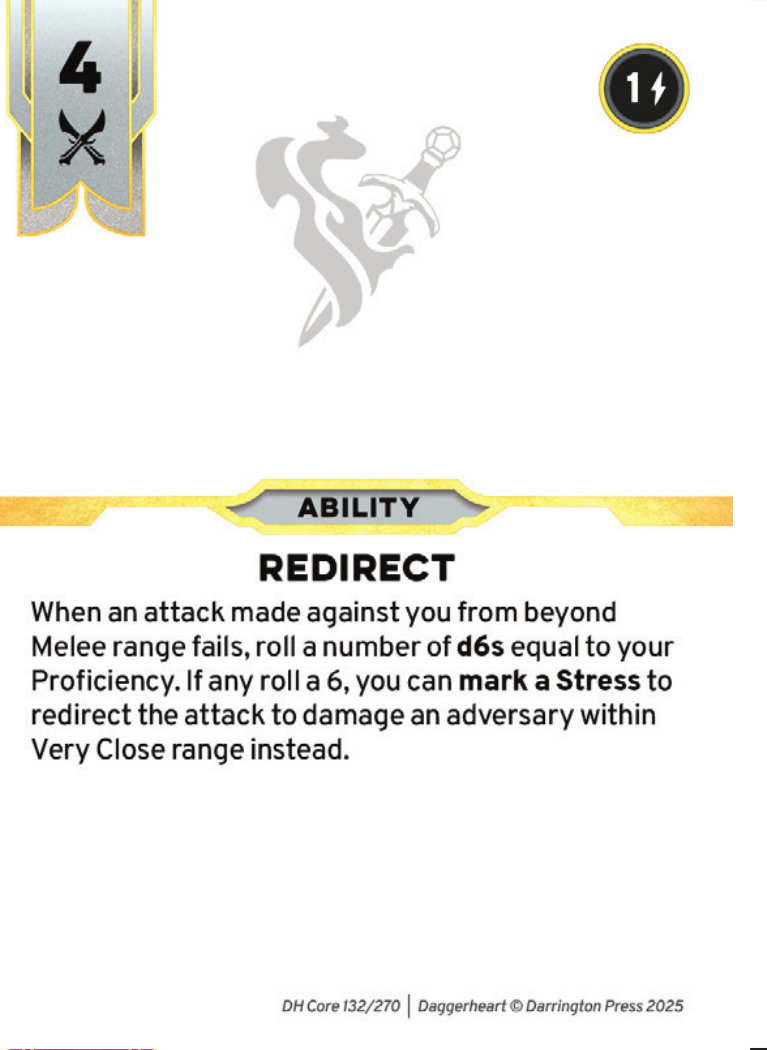 4
1
ABILITY
REDIRECT
When an attack made against you from beyond
Melee range fails, roll a number of d6s equal to your
Proficiency. If any roll a 6, you can mark a Stress to
redirect the attack to damage an adversary within
Very Close range instead.
DH Core 132/270 | Daggerheart © Darrington Press 2025